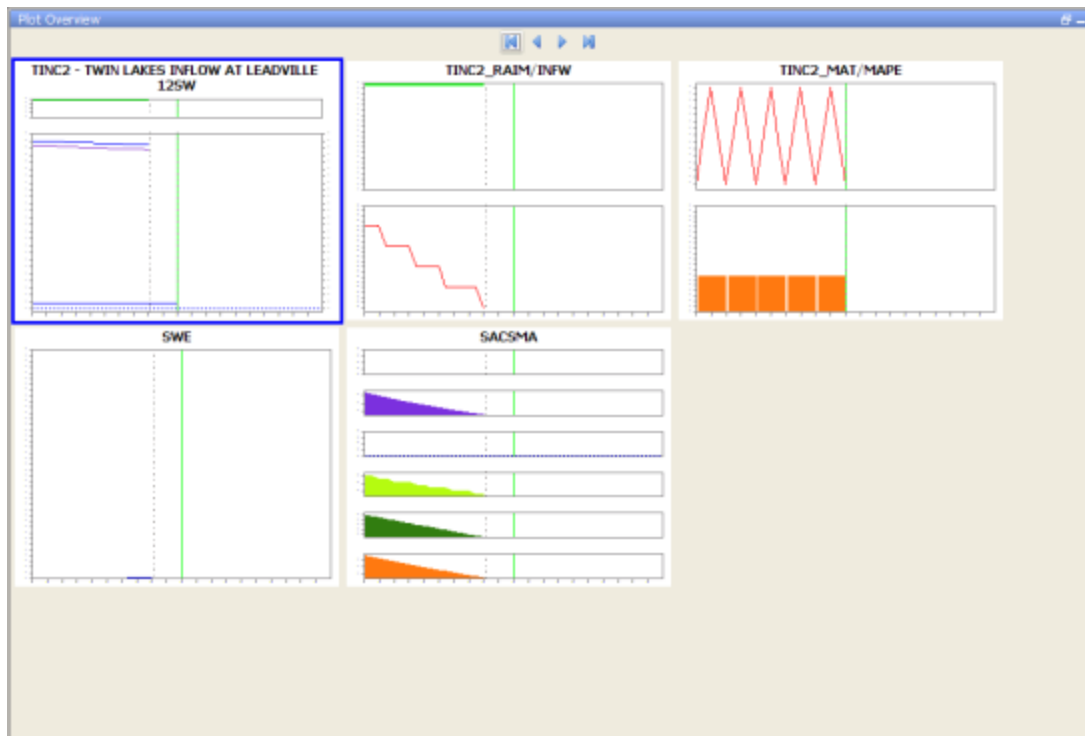 Plot Overview
TINC2 - TWIN LAKES INFLOW AT LEADVILLE
12SW
TINC2_RAIM/INFW
TINC2_MAT/MAPE
SWE
SACSMA